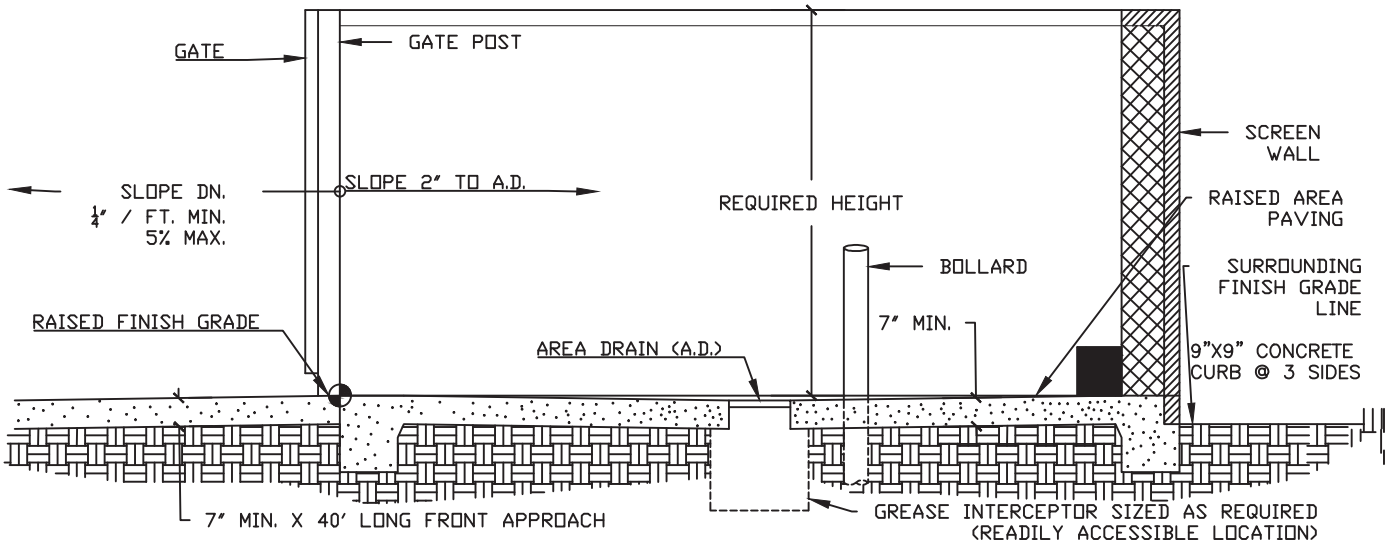 GATE POST
GATE
SCREEN
WALL
SLOPE DN.
1/4" / FT. MIN.
5% MAX.
SLOPE 2" TO A.D.
REQUIRED HEIGHT
RAISED AREA
PAVING
BOLLARD
SURROUNDING
FINISH GRADE
LINE
RAISED FINISH GRADE
7" MIN.
AREA DRAIN (A.D.)
9"X9" CONCRETE
CURB @ 3 SIDES
7" MIN. X 40' LONG FRONT APPROACH
GREASE INTERCEPTOR SIZED AS REQUIRED
(READILY ACCESSIBLE LOCATION)